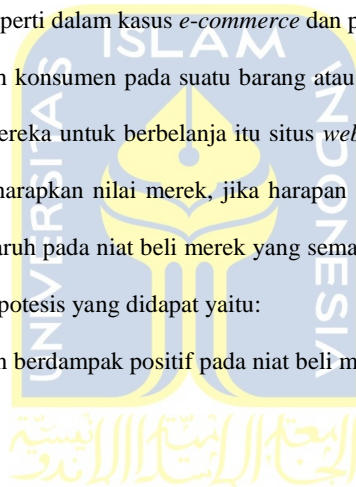 perti dalam kasus e-commerce dan p
ISLAM
n konsumen pada suatu barang atau
UNIVERSITAS
INDONESIA
ereka untuk berbelanja itu situs web
harapkan nilai merek, jika harapan
aruh pada niat beli merek yang sema
potesis yang didapat yaitu:
n berdampak positif pada niat beli m